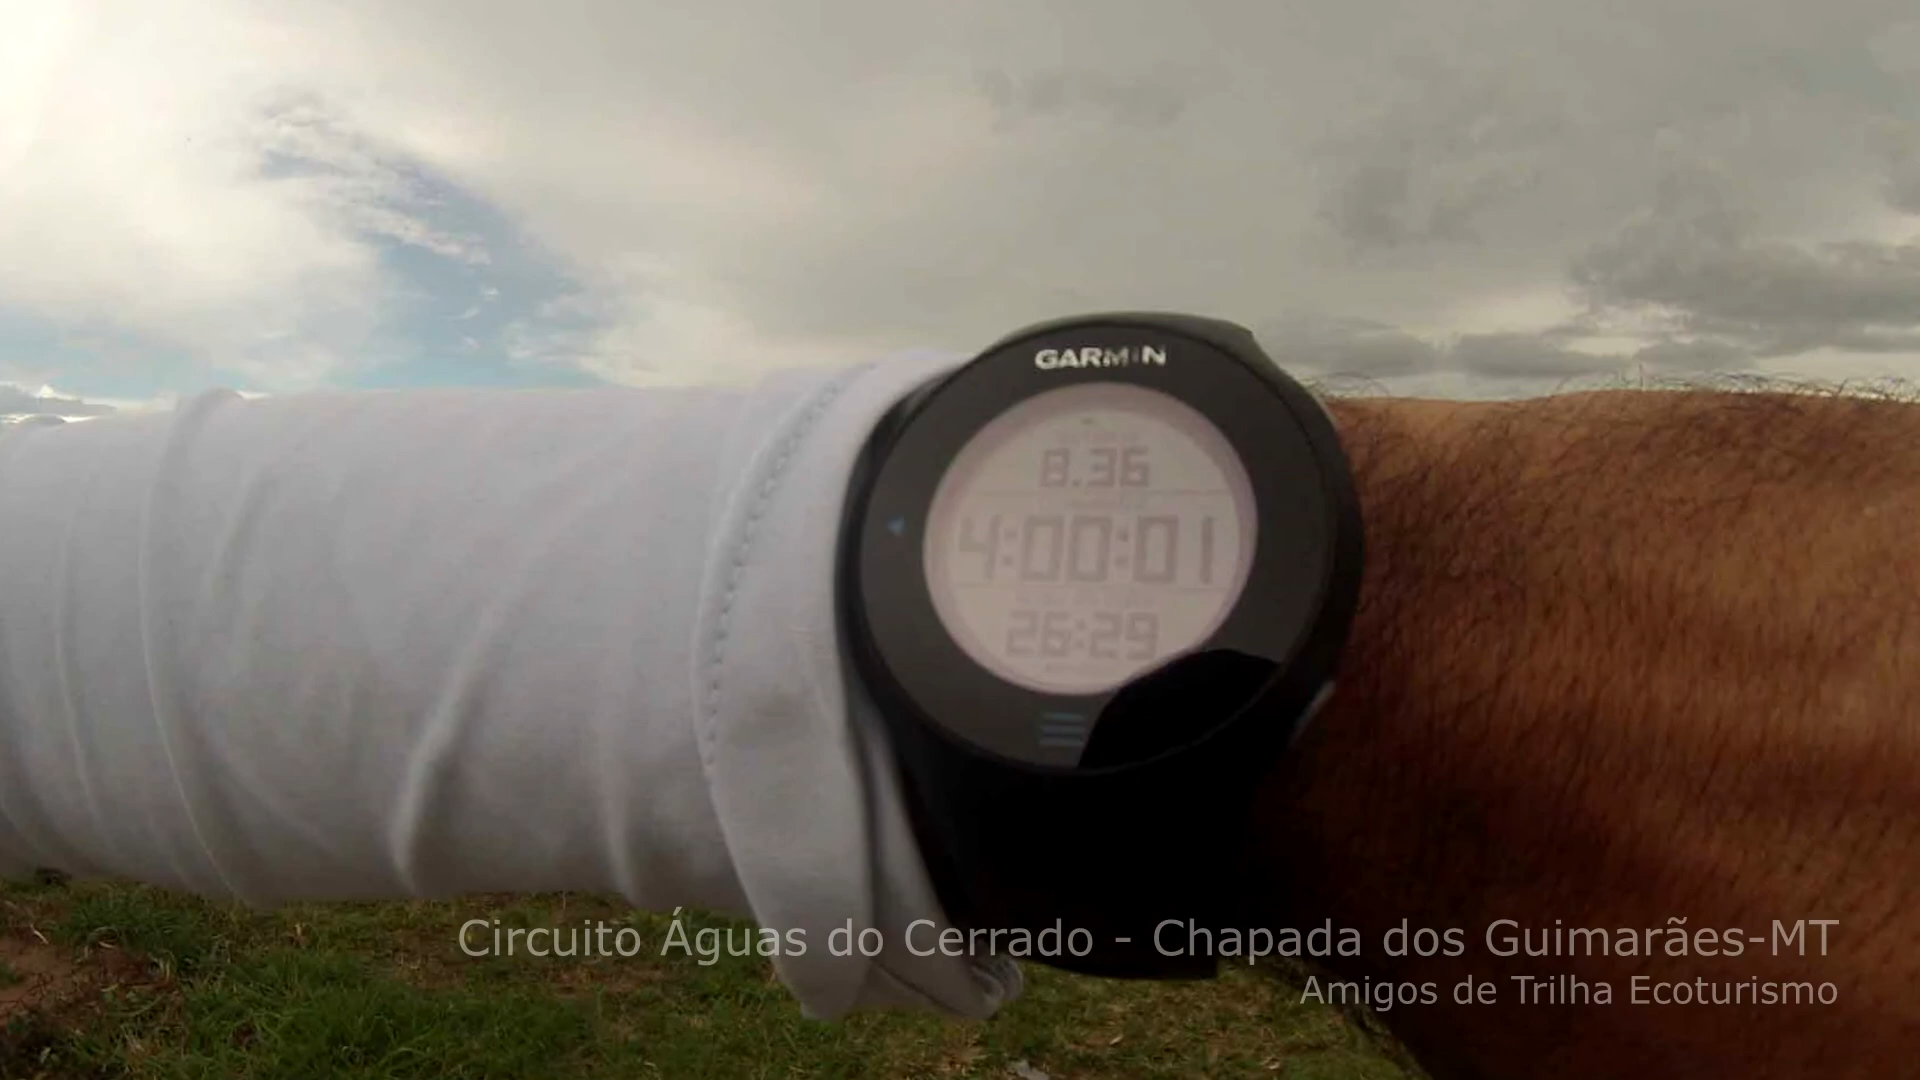 GARMIN
8.36
4:00:01
26:29
Circuito Águas do Cerrado - Chapada dos Guimarães-MT
Amigos de Trilha Ecoturismo